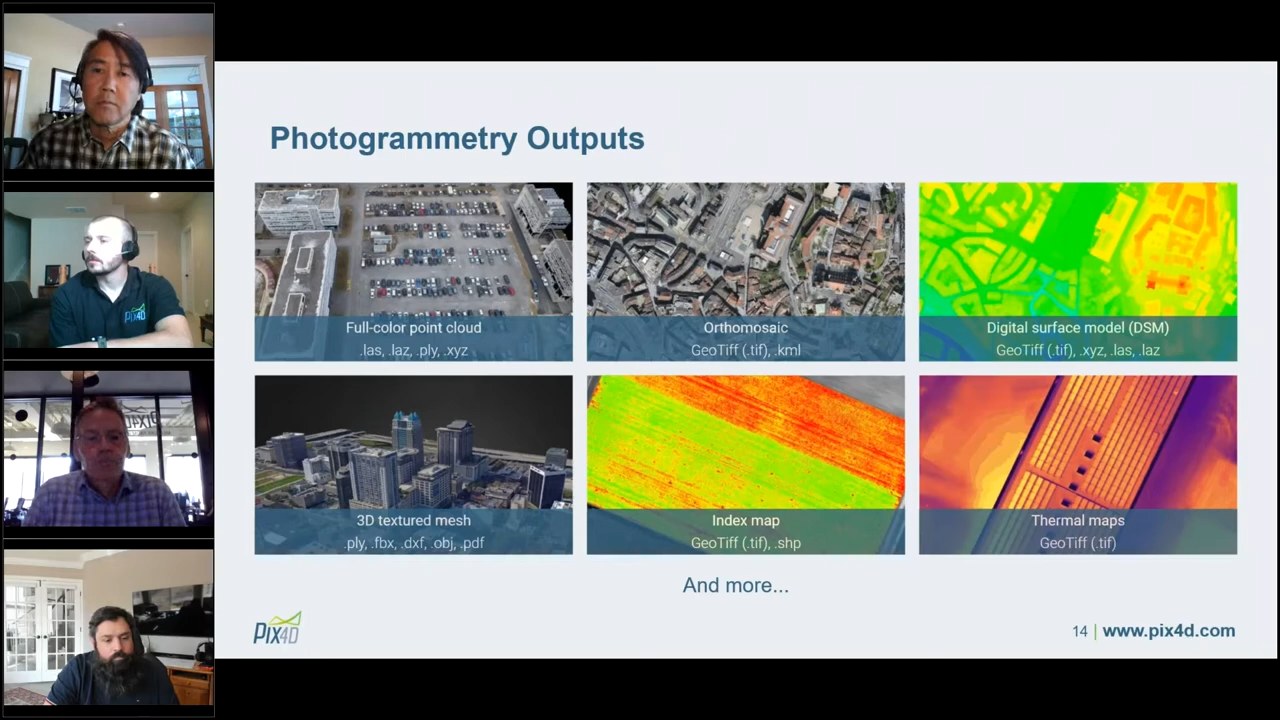 PIX4D
PIX4D
Photogrammetry Outputs
Full-color point cloud
.las, .laz, .ply, .xyz
Orthomosaic
GeoTiff (.tif), .kml
Digital surface model (DSM)
GeoTiff (.tif), .xyz, .las, .laz
3D textured mesh
.ply, .fbx, .dxf, .obj, .pdf
Index map
GeoTiff (.tif), .shp
Thermal maps
GeoTiff (.tif)
And more...
PIX4D
14 | www.pix4d.com